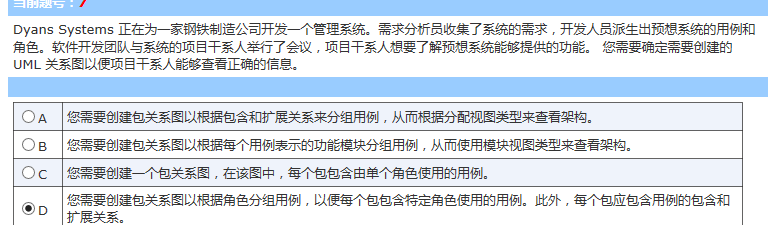 当前题号：7
Dyans Systems 正在为一家钢铁制造公司开发一个管理系统。需求分析员收集了系统的需求，开发人员派生出预想系统的用例和
角色。软件开发团队与系统的项目干系人举行了会议，项目干系人想要了解预想系统能够提供的功能。 您需要确定需要创建的
UML 关系图以便项目干系人能够查看正确的信息。
A 您需要创建包关系图以根据包含和扩展关系来分组用例，从而根据分配视图类型来查看架构。
B 您需要创建包关系图以根据每个用例表示的功能模块分组用例，从而使用模块视图类型来查看架构。
C 您需要创建一个包关系图，在该图中，每个包包含由单个角色使用的用例。
D 您需要创建包关系图以根据角色分组用例，以便每个包包含特定角色使用的用例。此外，每个包应包含用例的包含和
扩展关系。